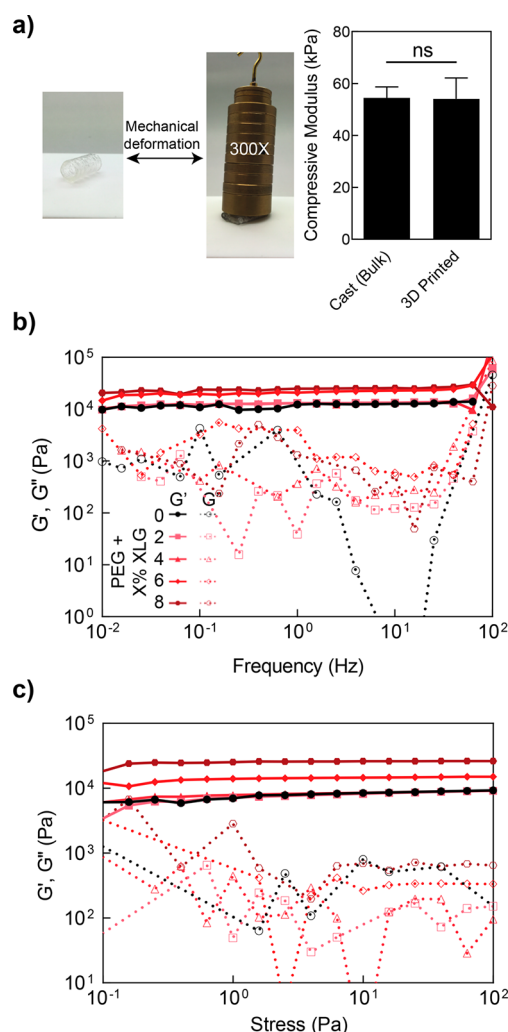 a)
Mechanical
deformation
300X
Compressive Modulus (kPa)
80
60
40
20
0
ns
Cast (Bulk)
3D Printed
b)
G', G" (Pa)
10^5
10^4
10^3
10^2
10^1
10^0
PEG +
X% XLG
G' G"
0
2
4
6
8
10^-2 10^-1 10^0 10^1 10^2
Frequency (Hz)
c)
G', G" (Pa)
10^5
10^4
10^3
10^2
10^1
10^-1 10^0 10^1 10^2
Stress (Pa)